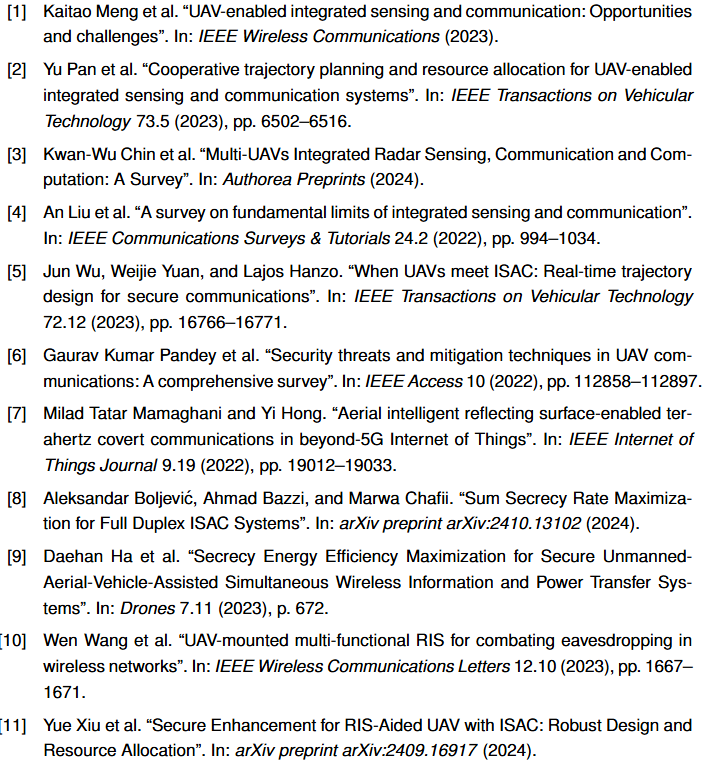 [1] Kaitao Meng et al. “UAV-enabled integrated sensing and communication: Opportunities
and challenges”. In: IEEE Wireless Communications (2023).
[2] Yu Pan et al. “Cooperative trajectory planning and resource allocation for UAV-enabled
integrated sensing and communication systems”. In: IEEE Transactions on Vehicular
Technology 73.5 (2023), pp. 6502–6516.
[3] Kwan-Wu Chin et al. “Multi-UAVs Integrated Radar Sensing, Communication and Com-
putation: A Survey”. In: Authorea Preprints (2024).
[4] An Liu et al. “A survey on fundamental limits of integrated sensing and communication”.
In: IEEE Communications Surveys & Tutorials 24.2 (2022), pp. 994–1034.
[5] Jun Wu, Weijie Yuan, and Lajos Hanzo. “When UAVs meet ISAC: Real-time trajectory
design for secure communications”. In: IEEE Transactions on Vehicular Technology
72.12 (2023), pp. 16766–16771.
[6] Gaurav Kumar Pandey et al. “Security threats and mitigation techniques in UAV com-
munications: A comprehensive survey”. In: IEEE Access 10 (2022), pp. 112858–112897.
[7] Milad Tatar Mamaghani and Yi Hong. “Aerial intelligent reflecting surface-enabled ter-
ahertz covert communications in beyond-5G Internet of Things”. In: IEEE Internet of
Things Journal 9.19 (2022), pp. 19012–19033.
[8] Aleksandar Boljević, Ahmad Bazzi, and Marwa Chafii. “Sum Secrecy Rate Maximiza-
tion for Full Duplex ISAC Systems”. In: arXiv preprint arXiv:2410.13102 (2024).
[9] Daehan Ha et al. “Secrecy Energy Efficiency Maximization for Secure Unmanned-
Aerial-Vehicle-Assisted Simultaneous Wireless Information and Power Transfer Sys-
tems”. In: Drones 7.11 (2023), p. 672.
[10] Wen Wang et al. “UAV-mounted multi-functional RIS for combating eavesdropping in
wireless networks”. In: IEEE Wireless Communications Letters 12.10 (2023), pp. 1667–
1671.
[11] Yue Xiu et al. “Secure Enhancement for RIS-Aided UAV with ISAC: Robust Design and
Resource Allocation”. In: arXiv preprint arXiv:2409.16917 (2024).